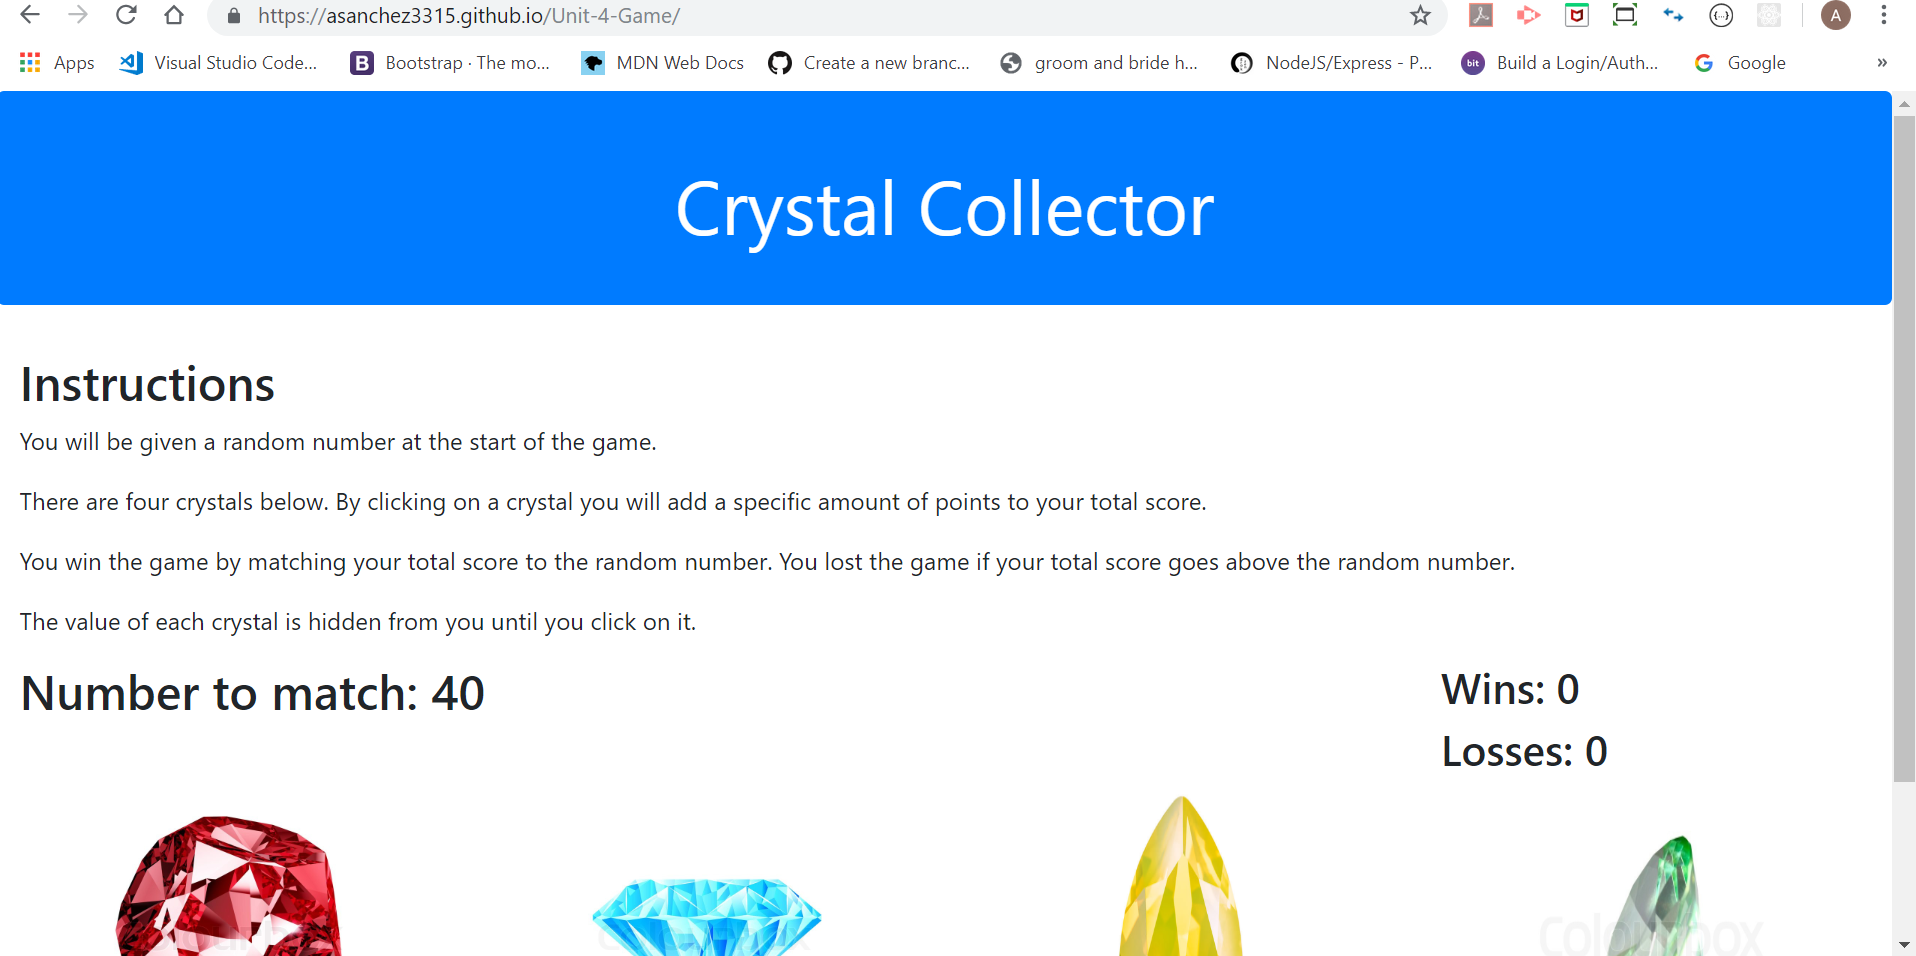 https://asanchez3315.github.io/Unit-4-Game/
A
Apps Visual Studio Code... B Bootstrap · The mo... MDN Web Docs Create a new branc... groom and bride h... NodeJS/Express - P... bit Build a Login/Auth... G Google »
Crystal Collector
Instructions
You will be given a random number at the start of the game.
There are four crystals below. By clicking on a crystal you will add a specific amount of points to your total score.
You win the game by matching your total score to the random number. You lost the game if your total score goes above the random number.
The value of each crystal is hidden from you until you click on it.
Number to match: 40
Wins: 0
Losses: 0